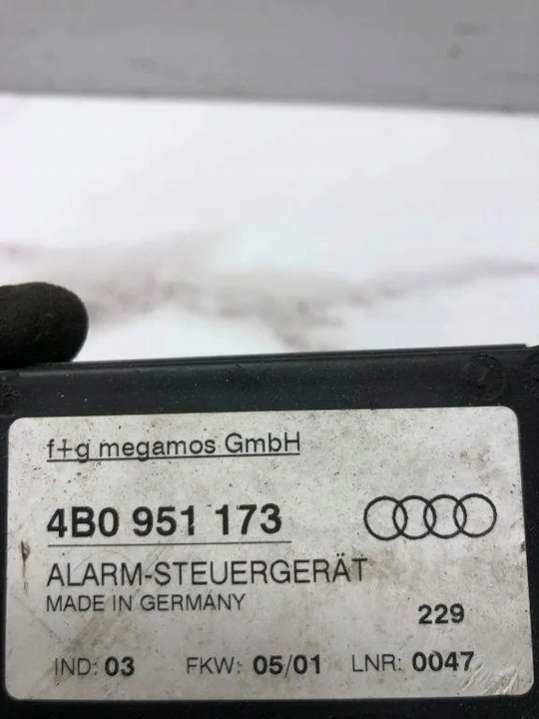 f+g megamos GmbH
4B0 951 173
ALARM-STEUERGERÄT
MADE IN GERMANY
229
IND: 03 FKW: 05/01 LNR: 0047